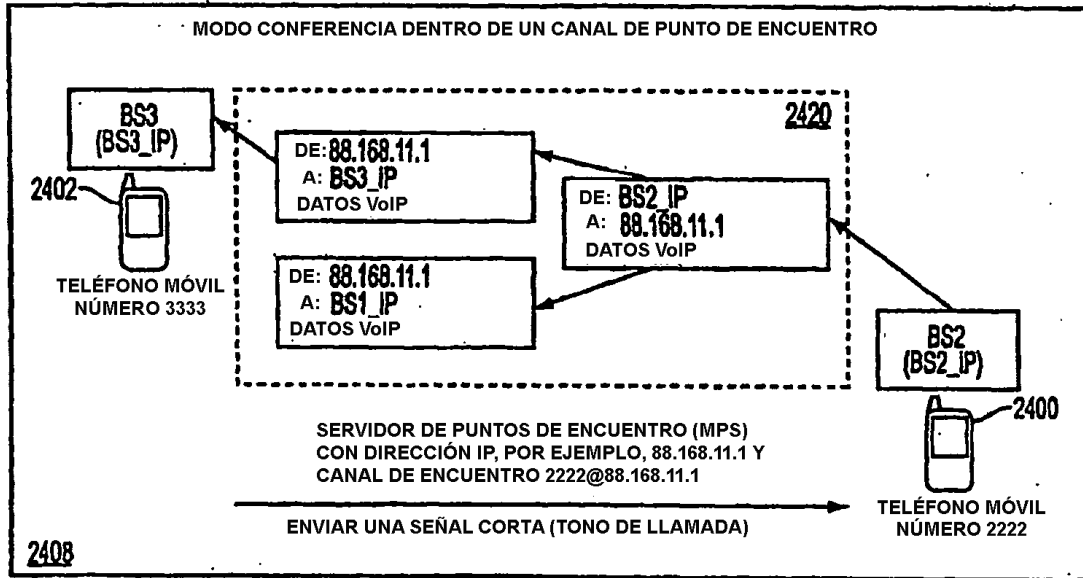 MODO CONFERENCIA DENTRO DE UN CANAL DE PUNTO DE ENCUENTRO
BS3
(BS3_IP)
2402
TELÉFONO MÓVIL
NÚMERO 3333
2420
DE: 88.168.11.1
A: BS3_IP
DATOS VoIP
DE: BS2_IP
A: 88.168.11.1
DATOS VoIP
DE: 88.168.11.1
A: BS1_IP
DATOS VoIP
BS2
(BS2_IP)
2400
TELÉFONO MÓVIL
NÚMERO 2222
SERVIDOR DE PUNTOS DE ENCUENTRO (MPS)
CON DIRECCIÓN IP, POR EJEMPLO, 88.168.11.1 Y
CANAL DE ENCUENTRO 2222@88.168.11.1
ENVIAR UNA SEÑAL CORTA (TONO DE LLAMADA)
2408